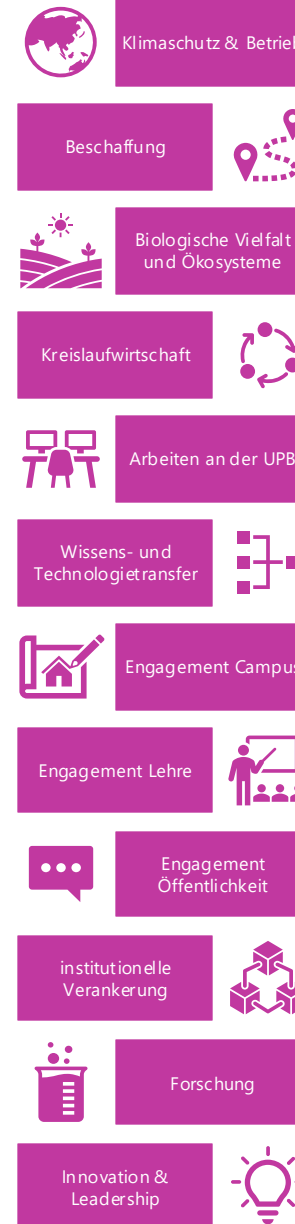 Klimaschutz & Betrieb
Beschaffung
Biologische Vielfalt
und Ökosysteme
Kreislaufwirtschaft
Arbeiten an der UPB
Wissens- und
Technologietransfer
Engagement Campus
Engagement Lehre
Engagement
Öffentlichkeit
institutionelle
Verankerung
Forschung
Innovation &
Leadership